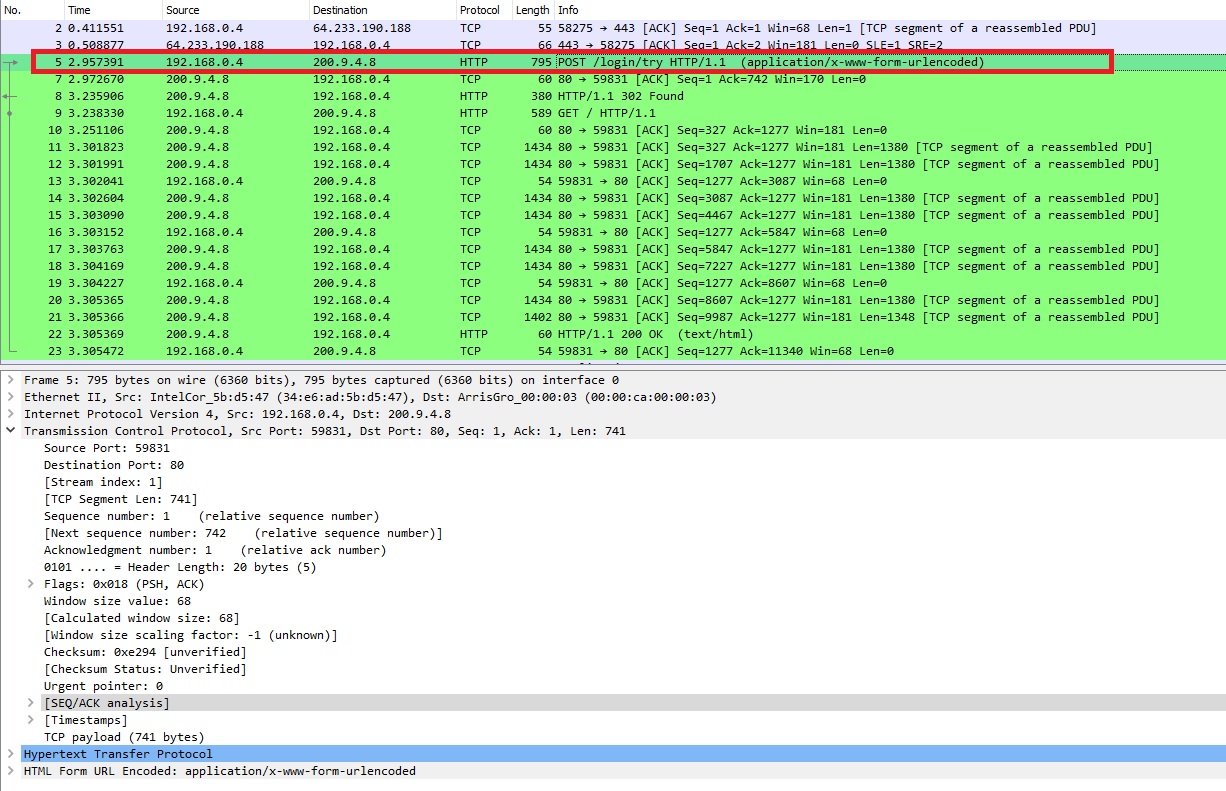 No. Time Source Destination Protocol Length Info
2 0.411551 192.168.0.4 64.233.190.188 TCP 55 58275 → 443 [ACK] Seq=1 Ack=1 Win=68 Len=1 [TCP segment of a reassembled PDU]
3 0.508877 64.233.190.188 192.168.0.4 TCP 66 443 → 58275 [ACK] Seq=1 Ack=2 Win=181 Len=0 SLE=1 SRE=2
5 2.957391 192.168.0.4 200.9.4.8 HTTP 795 POST /login/try HTTP/1.1 (application/x-www-form-urlencoded)
7 2.972670 200.9.4.8 192.168.0.4 TCP 60 80 → 59831 [ACK] Seq=1 Ack=742 Win=170 Len=0
8 3.235906 200.9.4.8 192.168.0.4 HTTP 380 HTTP/1.1 302 Found
9 3.238330 192.168.0.4 200.9.4.8 HTTP 589 GET / HTTP/1.1
10 3.251106 200.9.4.8 192.168.0.4 TCP 60 80 → 59831 [ACK] Seq=327 Ack=1277 Win=181 Len=0
11 3.301823 200.9.4.8 192.168.0.4 TCP 1434 80 → 59831 [ACK] Seq=327 Ack=1277 Win=181 Len=1380 [TCP segment of a reassembled PDU]
12 3.301991 200.9.4.8 192.168.0.4 TCP 1434 80 → 59831 [ACK] Seq=1707 Ack=1277 Win=181 Len=1380 [TCP segment of a reassembled PDU]
13 3.302041 192.168.0.4 200.9.4.8 TCP 54 59831 → 80 [ACK] Seq=1277 Ack=3087 Win=68 Len=0
14 3.302604 200.9.4.8 192.168.0.4 TCP 1434 80 → 59831 [ACK] Seq=3087 Ack=1277 Win=181 Len=1380 [TCP segment of a reassembled PDU]
15 3.303090 200.9.4.8 192.168.0.4 TCP 1434 80 → 59831 [ACK] Seq=4467 Ack=1277 Win=181 Len=1380 [TCP segment of a reassembled PDU]
16 3.303152 192.168.0.4 200.9.4.8 TCP 54 59831 → 80 [ACK] Seq=1277 Ack=5847 Win=68 Len=0
17 3.303763 200.9.4.8 192.168.0.4 TCP 1434 80 → 59831 [ACK] Seq=5847 Ack=1277 Win=181 Len=1380 [TCP segment of a reassembled PDU]
18 3.304169 200.9.4.8 192.168.0.4 TCP 1434 80 → 59831 [ACK] Seq=7227 Ack=1277 Win=181 Len=1380 [TCP segment of a reassembled PDU]
19 3.304227 192.168.0.4 200.9.4.8 TCP 54 59831 → 80 [ACK] Seq=1277 Ack=8607 Win=68 Len=0
20 3.305365 200.9.4.8 192.168.0.4 TCP 1434 80 → 59831 [ACK] Seq=8607 Ack=1277 Win=181 Len=1380 [TCP segment of a reassembled PDU]
21 3.305366 200.9.4.8 192.168.0.4 TCP 1402 80 → 59831 [ACK] Seq=9987 Ack=1277 Win=181 Len=1348 [TCP segment of a reassembled PDU]
22 3.305369 200.9.4.8 192.168.0.4 HTTP 60 HTTP/1.1 200 OK (text/html)
23 3.305472 192.168.0.4 200.9.4.8 TCP 54 59831 → 80 [ACK] Seq=1277 Ack=11340 Win=68 Len=0
Frame 5: 795 bytes on wire (6360 bits), 795 bytes captured (6360 bits) on interface 0
Ethernet II, Src: IntelCor_5b:d5:47 (34:e6:ad:5b:d5:47), Dst: ArrisGro_00:00:03 (00:00:ca:00:00:03)
Internet Protocol Version 4, Src: 192.168.0.4, Dst: 200.9.4.8
Transmission Control Protocol, Src Port: 59831, Dst Port: 80, Seq: 1, Ack: 1, Len: 741
Source Port: 59831
Destination Port: 80
[Stream index: 1]
[TCP Segment Len: 741]
Sequence number: 1 (relative sequence number)
[Next sequence number: 742 (relative sequence number)]
Acknowledgment number: 1 (relative ack number)
0101 .... = Header Length: 20 bytes (5)
Flags: 0x018 (PSH, ACK)
Window size value: 68
[Calculated window size: 68]
[Window size scaling factor: -1 (unknown)]
Checksum: 0xe294 [unverified]
[Checksum Status: Unverified]
Urgent pointer: 0
[SEQ/ACK analysis]
[Timestamps]
TCP payload (741 bytes)
Hypertext Transfer Protocol
HTML Form URL Encoded: application/x-www-form-urlencoded